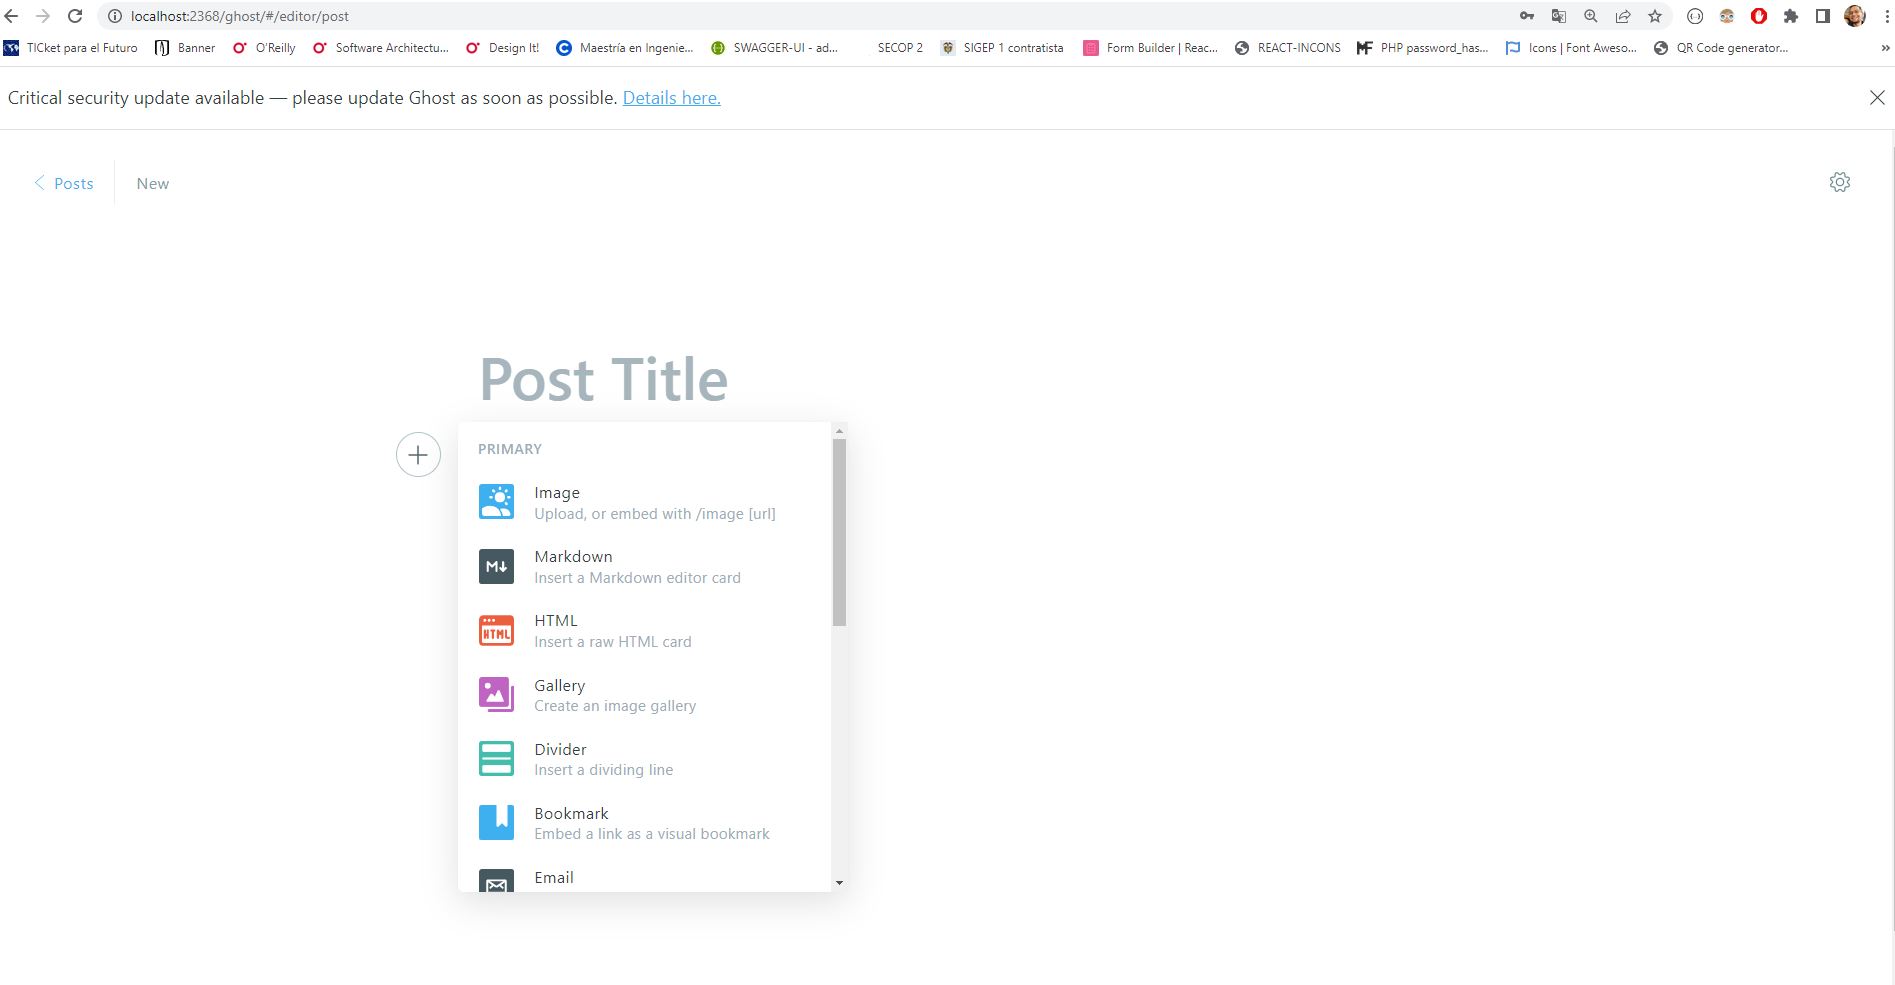 localhost:2368/ghost/#/editor/post
TICket para el Futuro Banner O'Reilly Software Architectu... Design It! Maestría en Ingenie... SWAGGER-UI - ad... SECOP 2 SIGEP 1 contratista Form Builder | Reac... REACT-INCONS PHP password_has... Icons | Font Aweso... QR Code generator... »
Critical security update available — please update Ghost as soon as possible. Details here.
Posts New
Post Title
PRIMARY
Image
Upload, or embed with /image [url]
M Markdown
Insert a Markdown editor card
HTML HTML
Insert a raw HTML card
Gallery
Create an image gallery
Divider
Insert a dividing line
Bookmark
Embed a link as a visual bookmark
Email